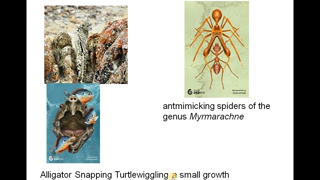 antmimicking spiders of the
genus Myrmarachne
Alligator Snapping Turtlewiggling a small growth